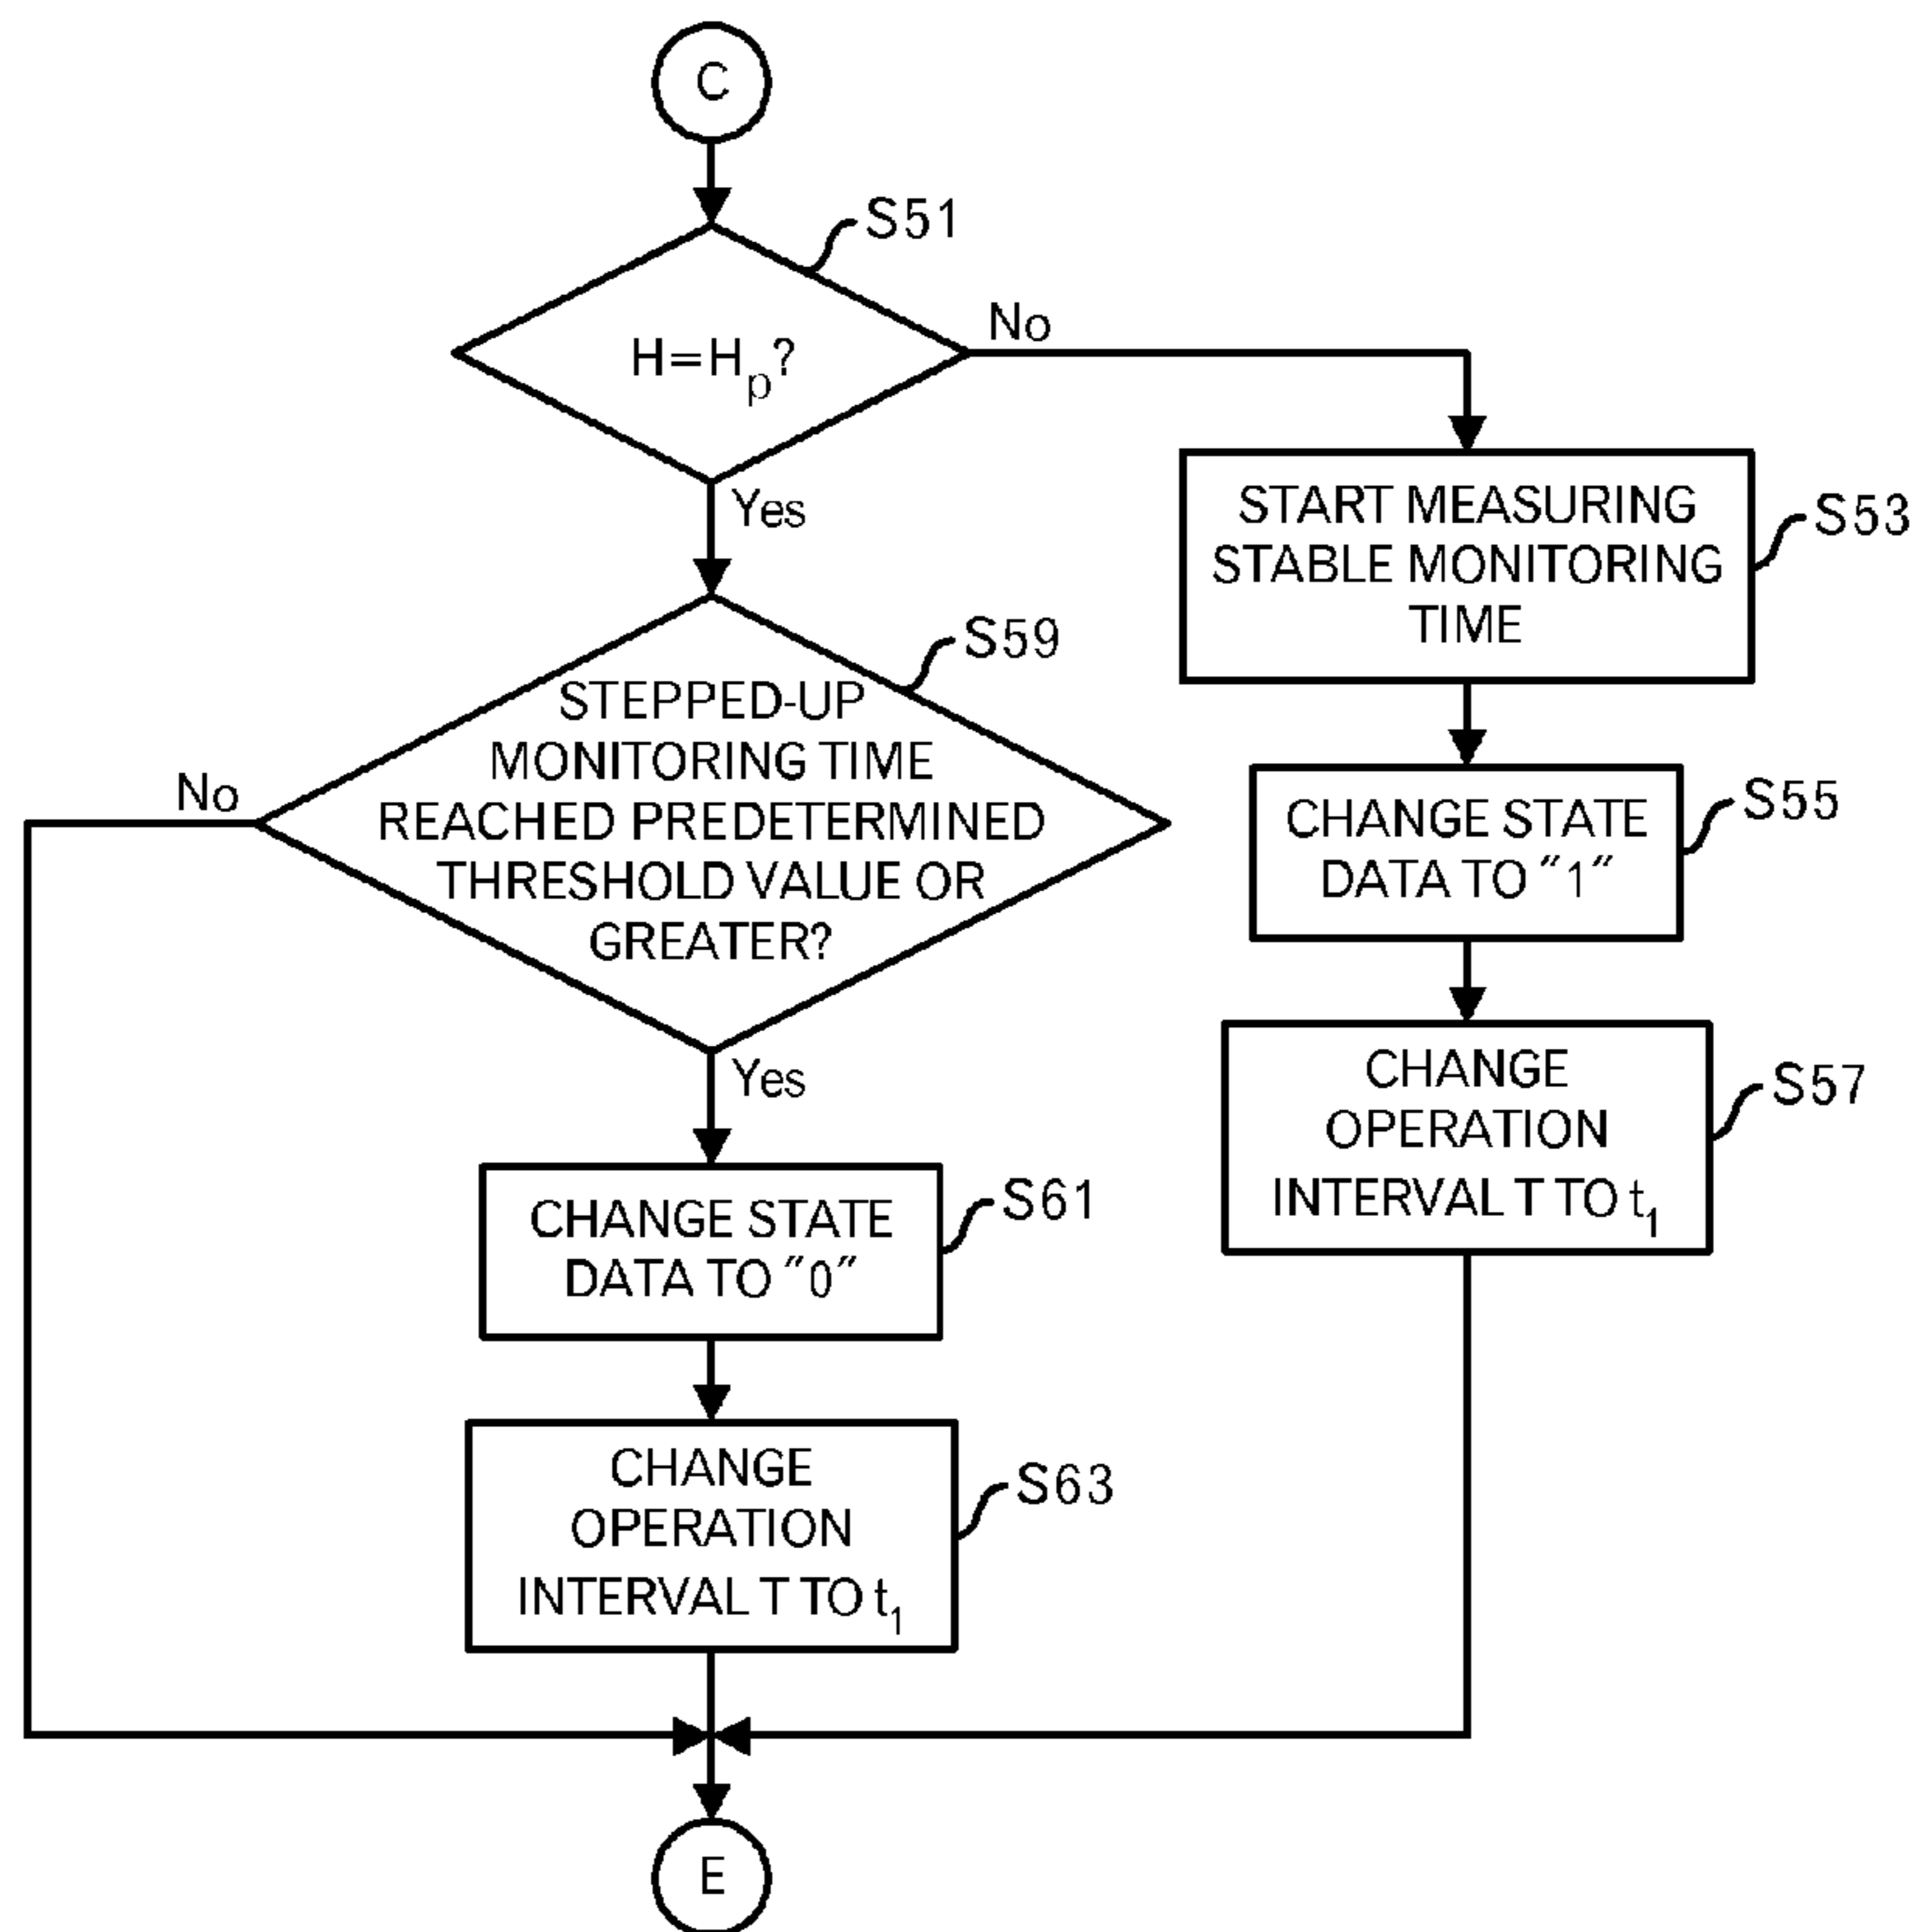 C
S51
H=Hp?
No
Yes
START MEASURING
STABLE MONITORING
TIME
S53
S59
STEPPED-UP
MONITORING TIME
REACHED PREDETERMINED
THRESHOLD VALUE OR
GREATER?
No
Yes
CHANGE STATE
DATA TO "1"
S55
CHANGE
OPERATION
INTERVAL T TO t1
S57
CHANGE STATE
DATA TO "0"
S61
CHANGE
OPERATION
INTERVAL T TO t1
S63
E